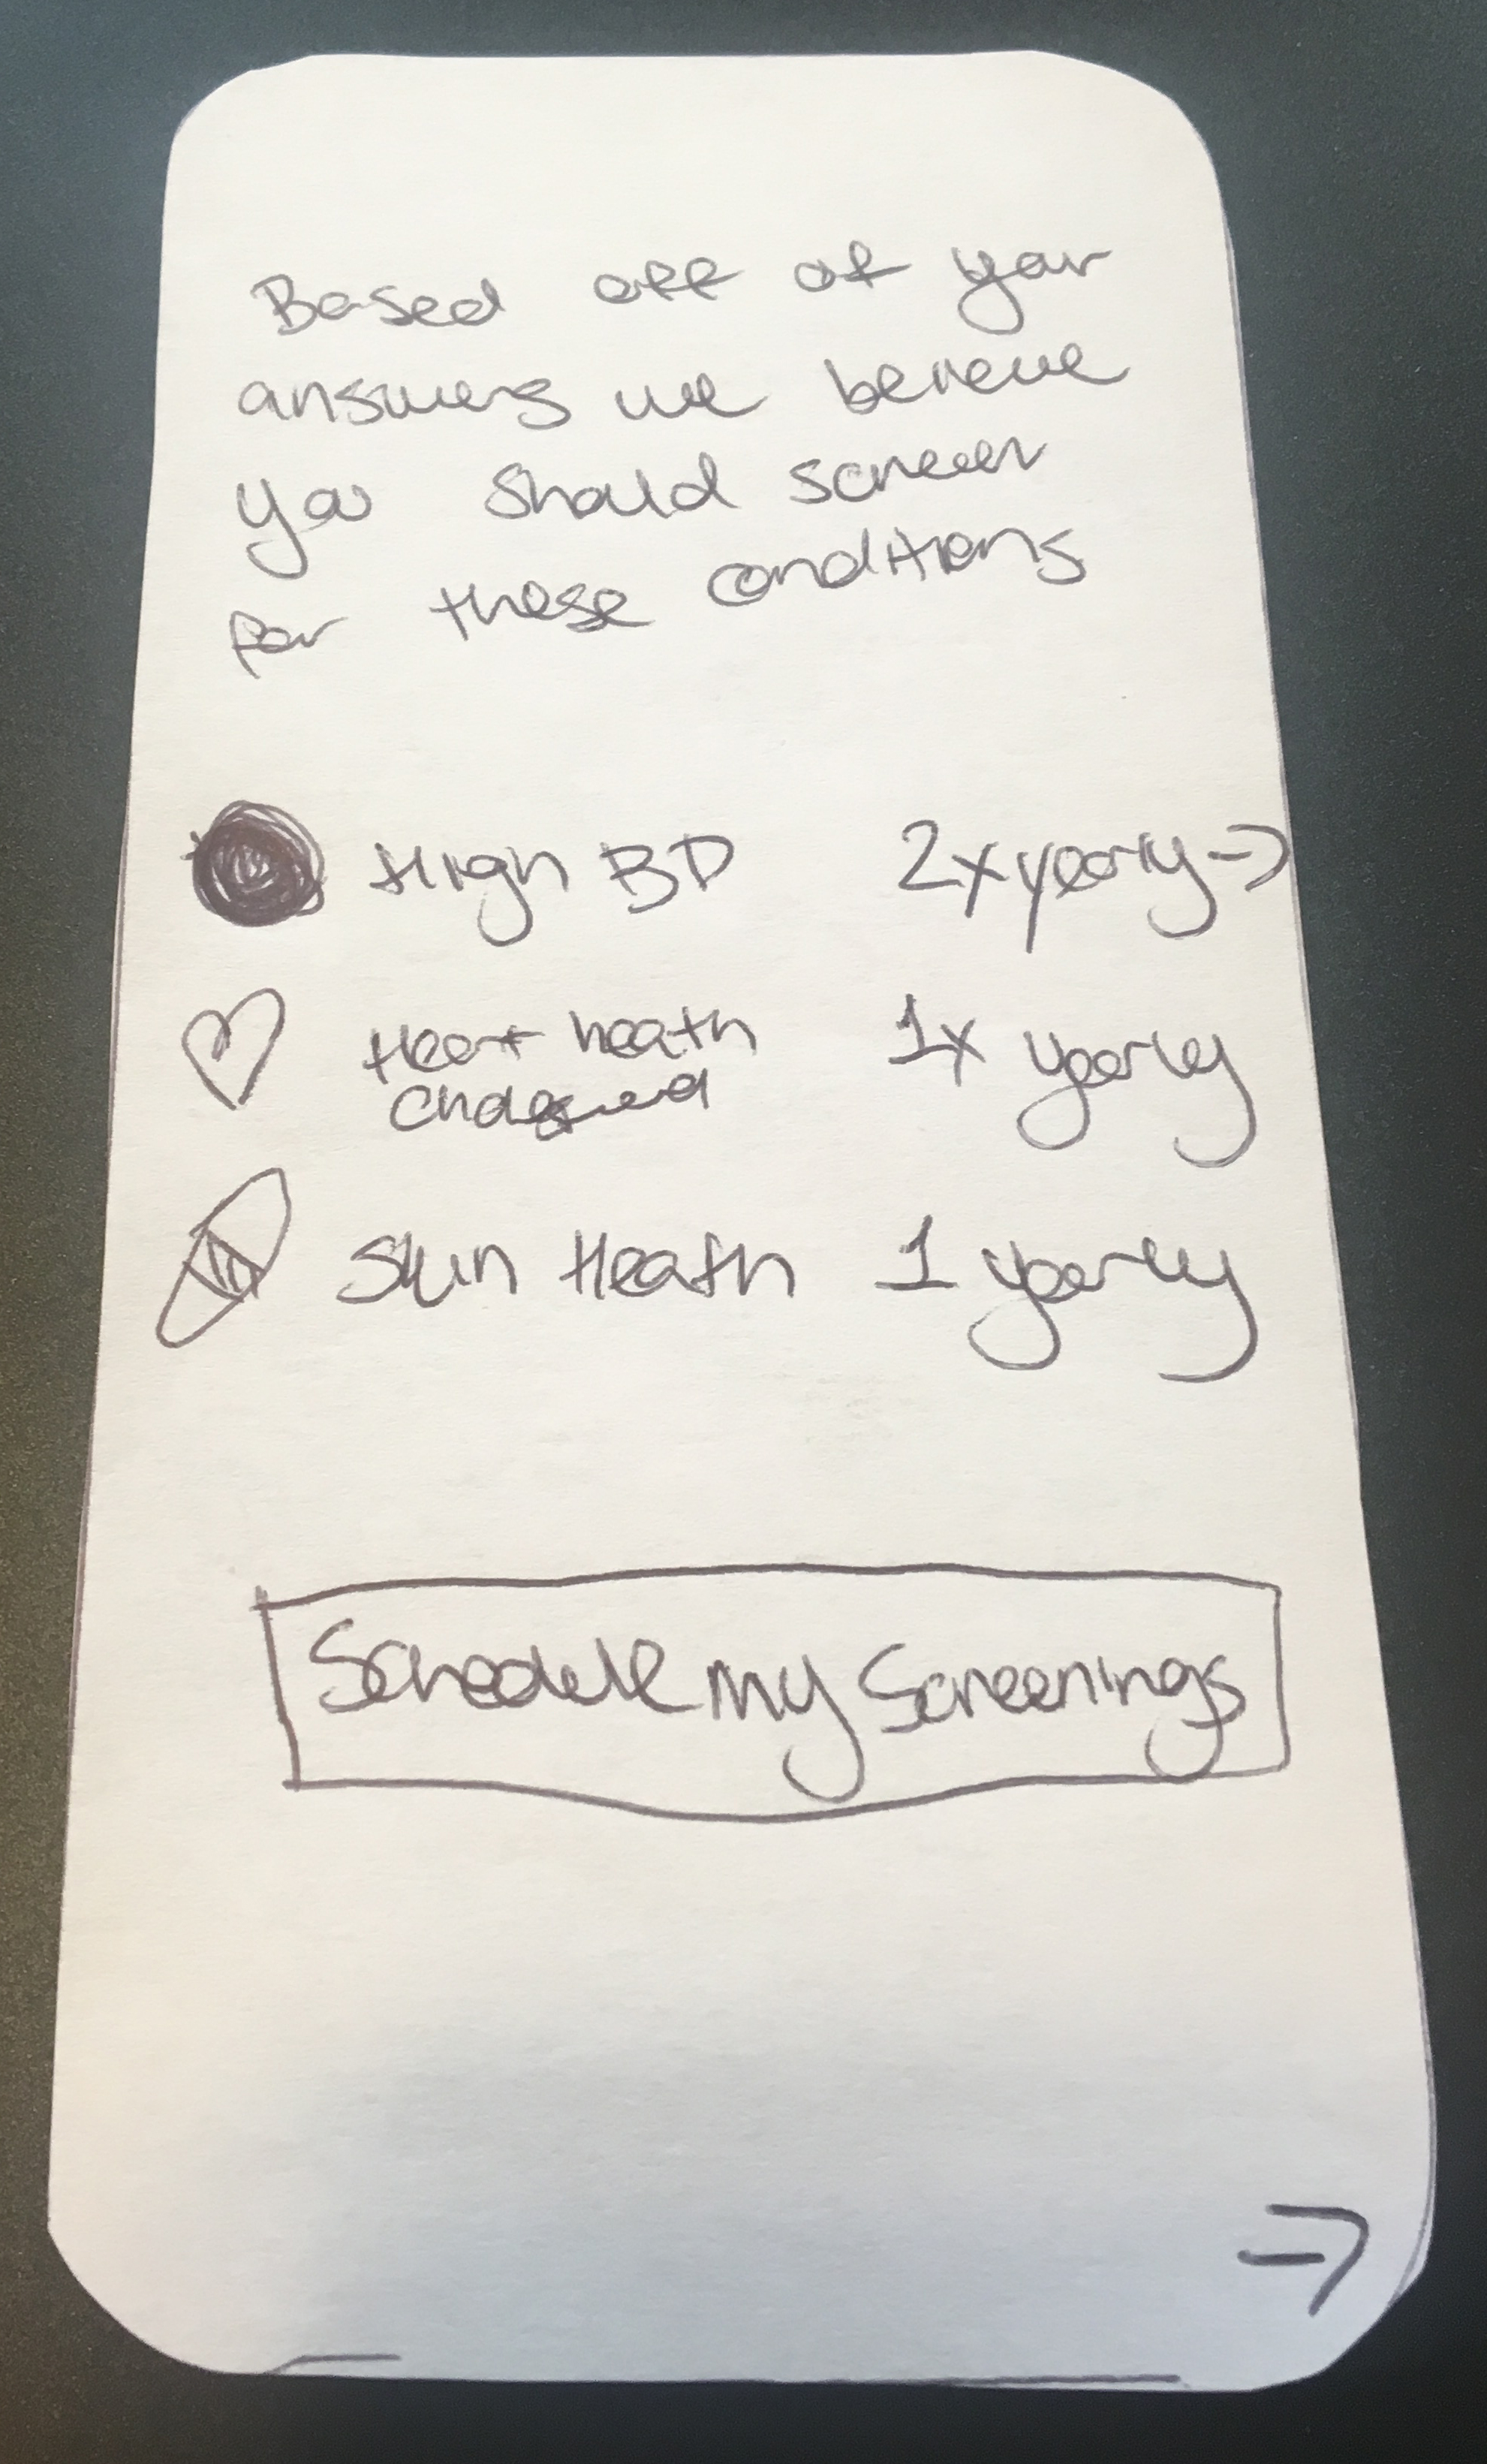 Based off of your
answers we believe
you should screen
for these conditions
High BP 2x yearly ->
Heart heath 1x yearly
Skin Heath 1 yearly
Schedule my Screenings
->